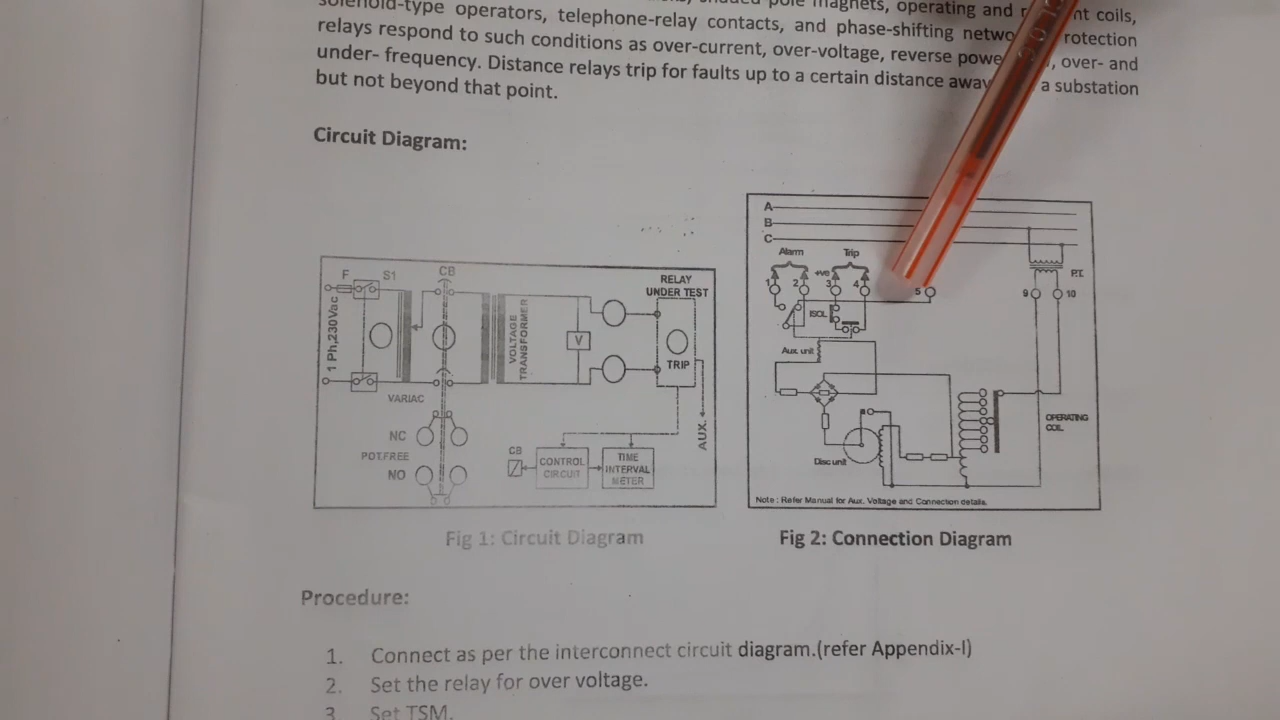 pole magnets, operating and
solenoid-type operators, telephone-relay contacts, and phase-shifting nt coils,
relays respond to such conditions as over-current, over-voltage, reverse rotection
under- frequency. Distance relays trip for faults up to a certain distance away , over- and
but not beyond that point. a substation
Circuit Diagram:
F
S1
CB
1 Ph,230Vac
VARIAC
VOLTAGE
TRANSFORMER
V
RELAY
UNDER TEST
TRIP
AUX.
NC
POT.FREE
NO
CB
CONTROL
CIRCUIT
TIME
INTERVAL
METER
Fig 1: Circuit Diagram
A
B
C
Alarm
Trip
1
2
+ve
3
4
5
9
10
P.T.
ISOL
Aux. unit
Disc unit
OPERATING
COIL
Note : Refer Manual for Aux. Voltage and Connection details.
Fig 2: Connection Diagram
Procedure:
1. Connect as per the interconnect circuit diagram.(refer Appendix-I)
2. Set the relay for over voltage.
3. Set TSM.